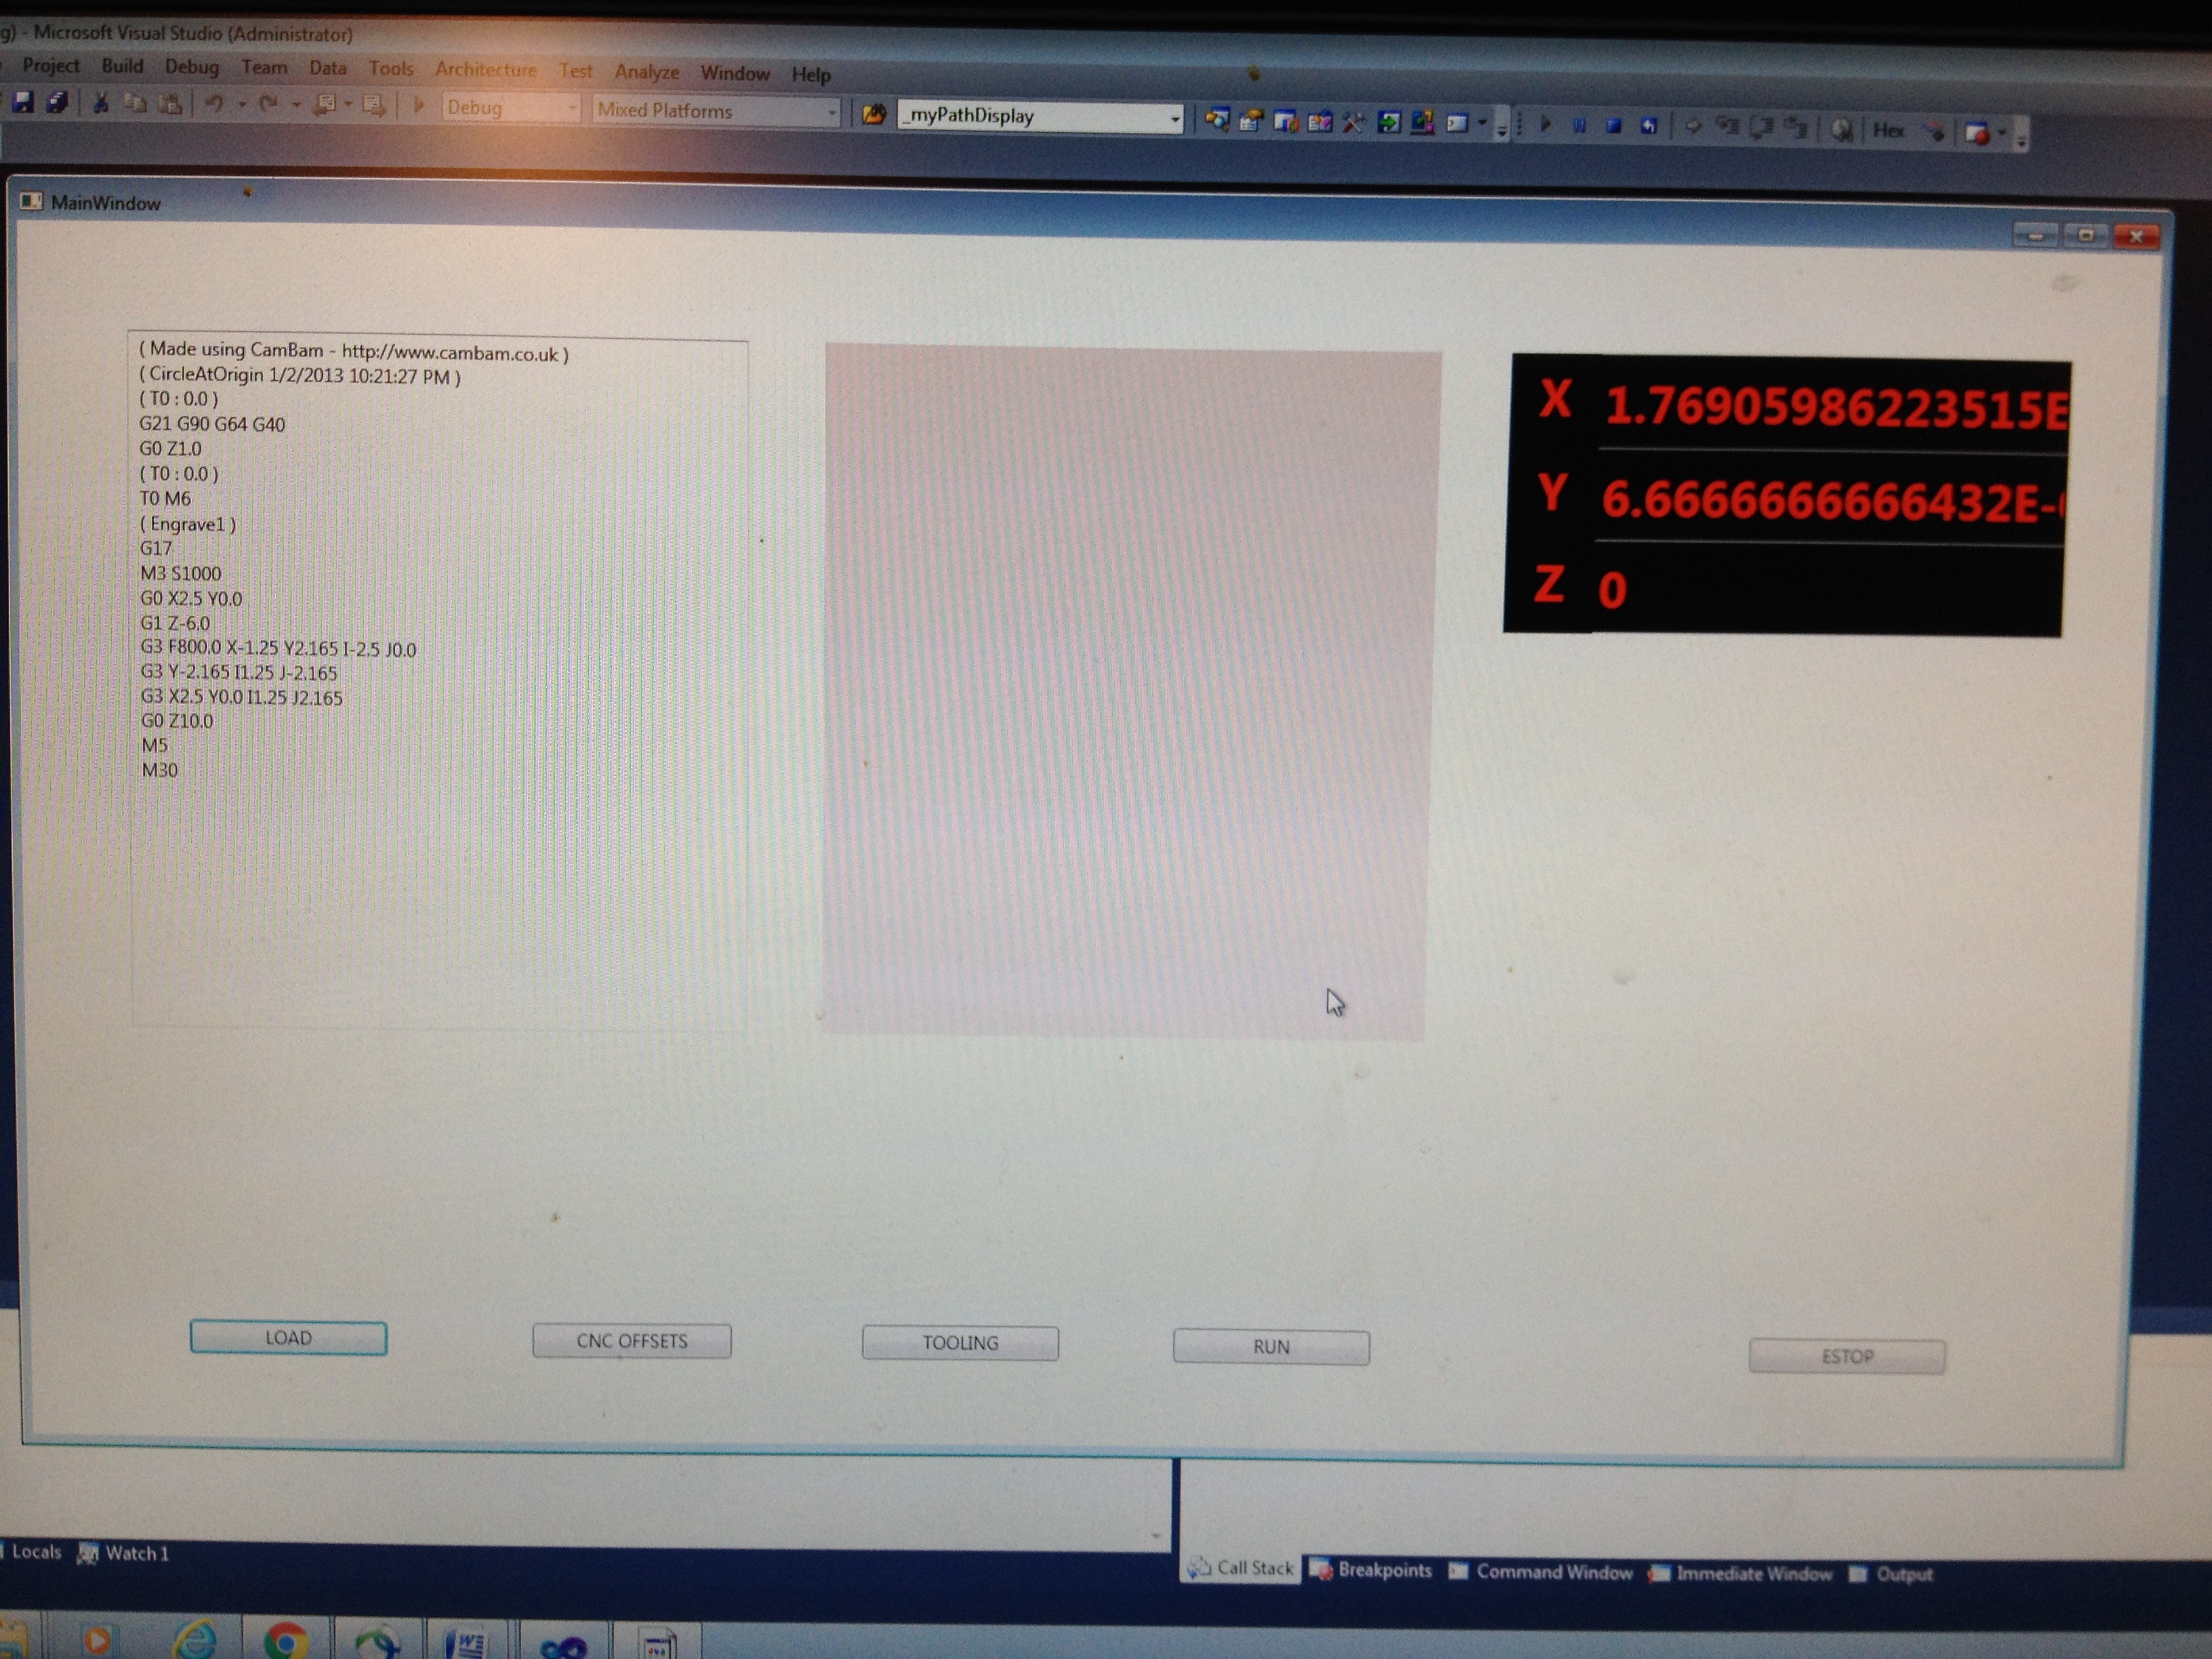 g) - Microsoft Visual Studio (Administrator)
Project Build Debug Team Data Tools Architecture Test Analyze Window Help
Debug Mixed Platforms _myPathDisplay Hex
MainWindow
( Made using CamBam - http://www.cambam.co.uk )
( CircleAtOrigin 1/2/2013 10:21:27 PM )
( T0 : 0.0 )
G21 G90 G64 G40
G0 Z1.0
( T0 : 0.0 )
T0 M6
( Engrave1 )
G17
M3 S1000
G0 X2.5 Y0.0
G1 Z-6.0
G3 F800.0 X-1.25 Y2.165 I-2.5 J0.0
G3 Y-2.165 I1.25 J-2.165
G3 X2.5 Y0.0 I1.25 J2.165
G0 Z10.0
M5
M30
X 1.76905986223515E
Y 6.6666666666432E-
Z 0
LOAD CNC OFFSETS TOOLING RUN ESTOP
Locals Watch 1
Call Stack Breakpoints Command Window Immediate Window Output